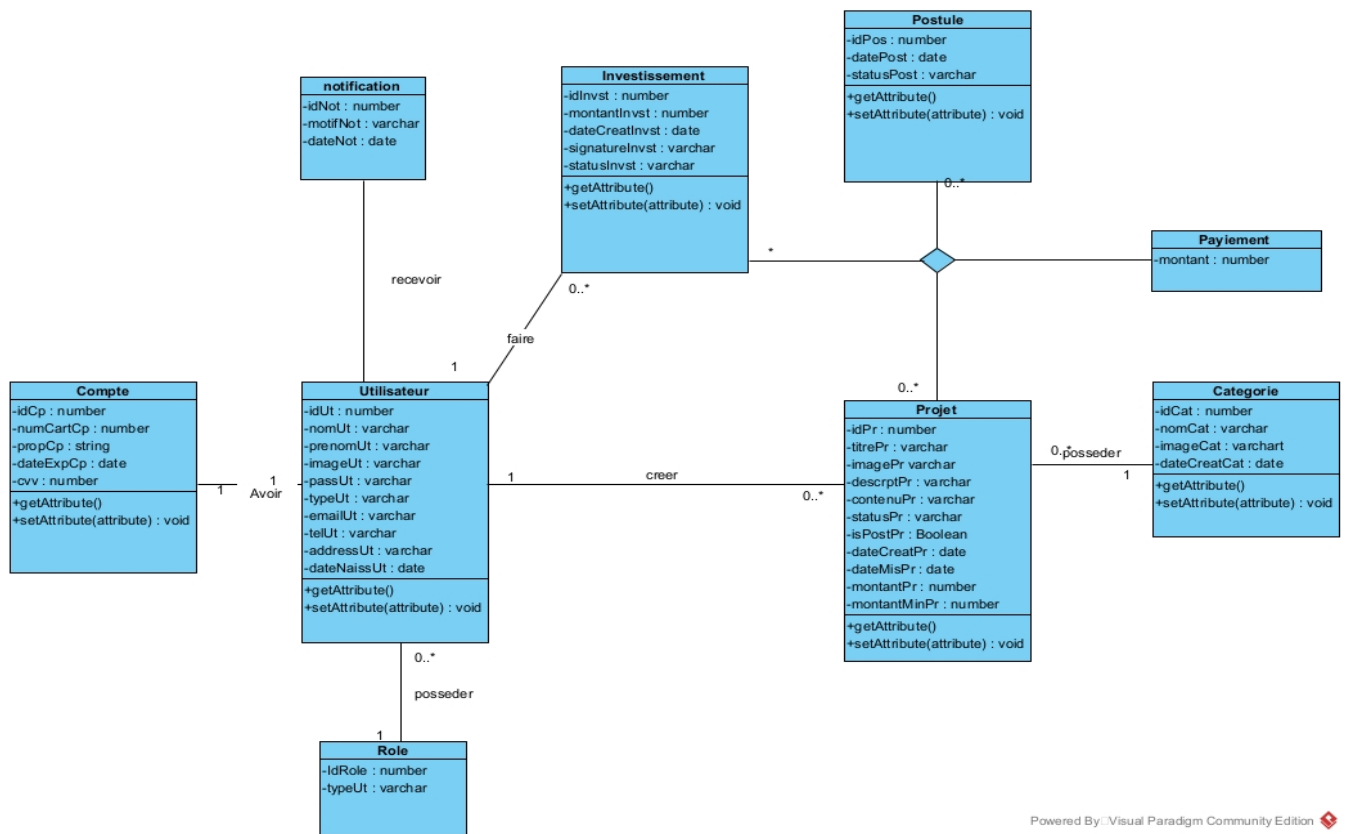 Postule
-idPos : number
-datePost : date
-statusPost : varchar
+getAttribute()
+setAttribute(attribute) : void
0..*
notification
-idNot : number
-motifNot : varchar
-dateNot : date
Investissement
-idInvst : number
-montantInvst : number
-dateCreatInvst : date
-signatureInvst : varchar
-statusInvst : varchar
+getAttribute()
+setAttribute(attribute) : void
*
Payiement
-montant : number
recevoir
0..*
faire
1
0..*
Compte
-idCp : number
-numCartCp : number
-propCp : string
-dateExpCp : date
-cvv : number
+getAttribute()
+setAttribute(attribute) : void
1
Avoir
1
Utilisateur
-idUt : number
-nomUt : varchar
-prenomUt : varchar
-imageUt : varchar
-passUt : varchar
-typeUt : varchar
-emailUt : varchar
-telUt : varchar
-addressUt : varchar
-dateNaissUt : date
+getAttribute()
+setAttribute(attribute) : void
1
creer
0..*
Projet
-idPr : number
-titrePr : varchar
-imagePr varchar
-descrptPr : varchar
-contenuPr : varchar
-statusPr : varchar
-isPostPr : Boolean
-dateCreatPr : date
-dateMisPr : date
-montantPr : number
-montantMinPr : number
+getAttribute()
+setAttribute(attribute) : void
0..*
posseder
1
Categorie
-idCat : number
-nomCat : varchar
-imageCat : varchart
-dateCreatCat : date
+getAttribute()
+setAttribute(attribute) : void
0..*
posseder
1
Role
-IdRole : number
-typeUt : varchar
Powered By Visual Paradigm Community Edition